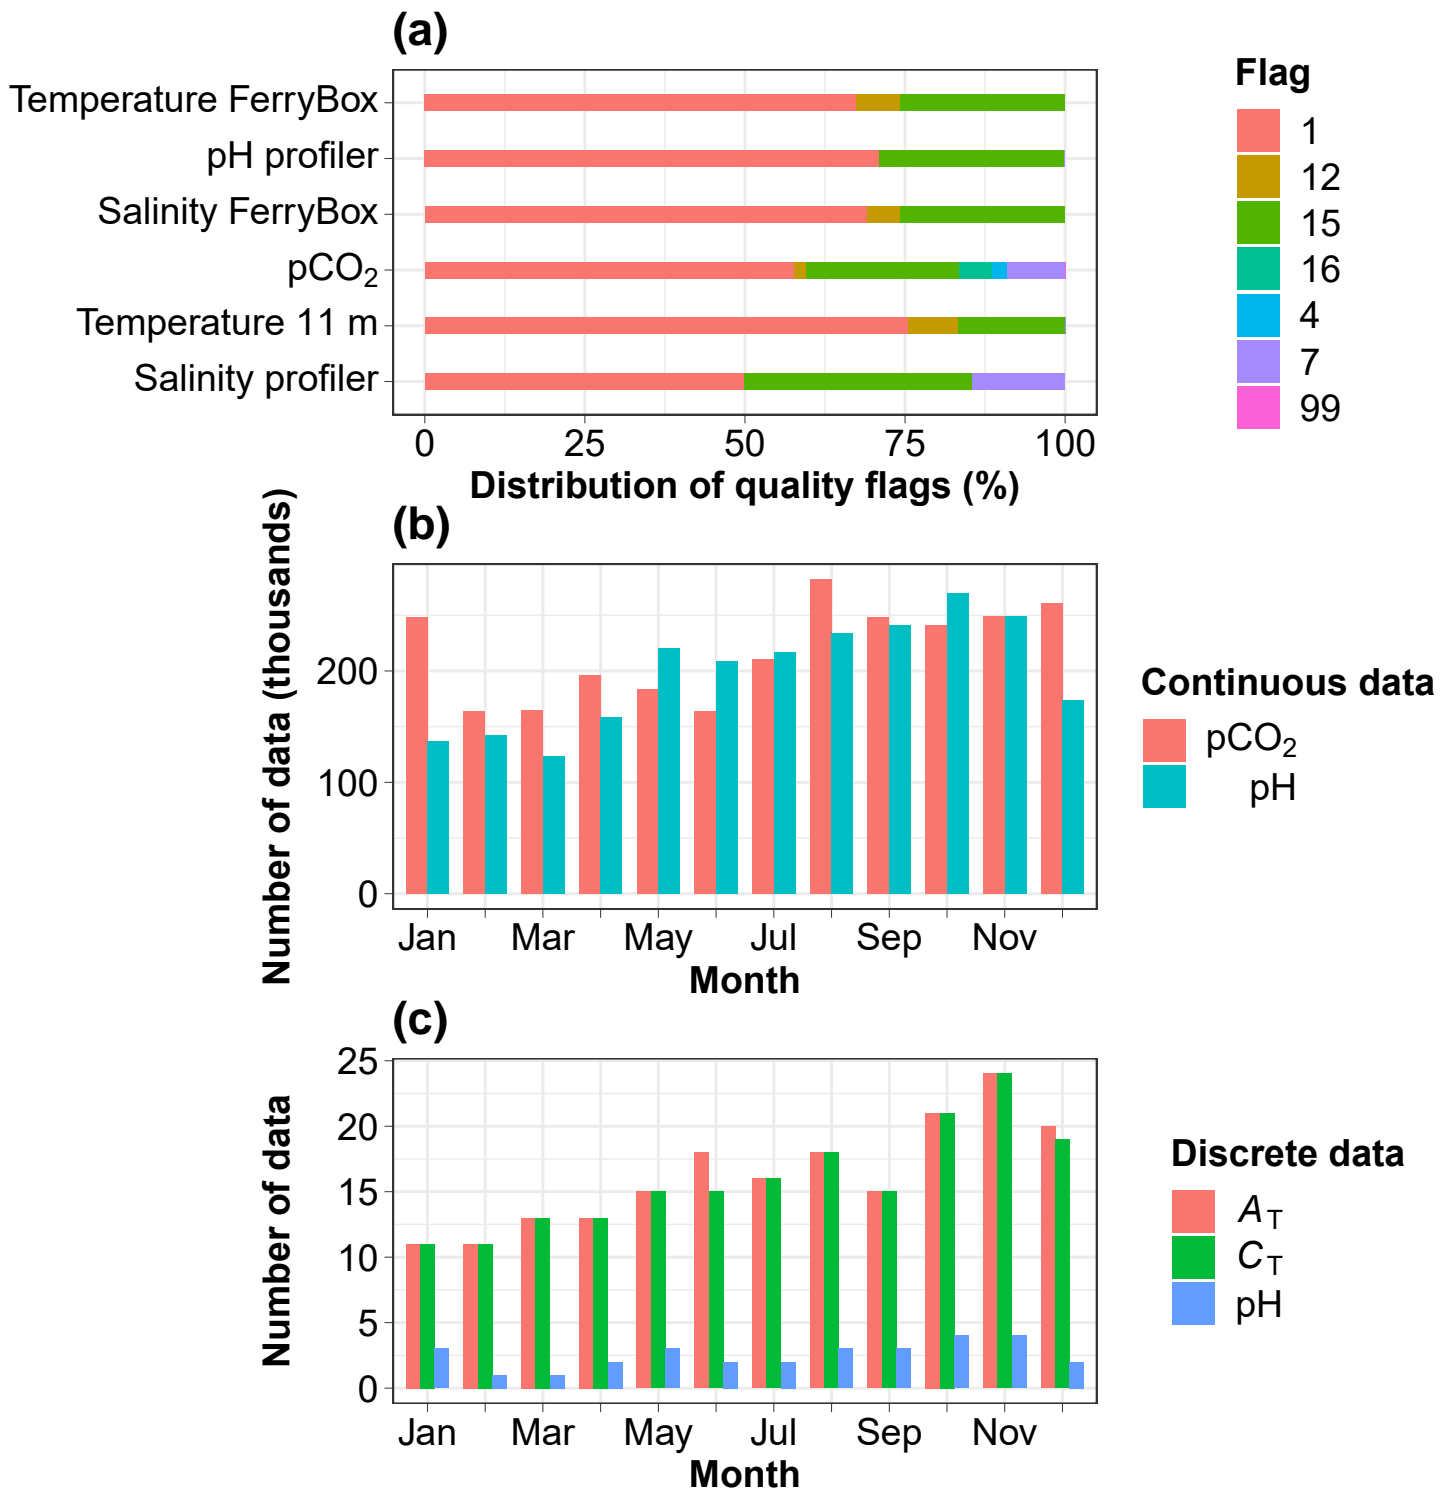 (a)
Temperature FerryBox
pH profiler
Salinity FerryBox
pCO₂
Temperature 11 m
Salinity profiler
0 25 50 75 100
Distribution of quality flags (%)
Flag
1
12
15
16
4
7
99
(b)
Number of data (thousands)
200
100
0
Jan Mar May Jul Sep Nov
Month
Continuous data
pCO₂
pH
(c)
Number of data
25
20
15
10
5
0
Jan Mar May Jul Sep Nov
Month
Discrete data
A T
C T
pH